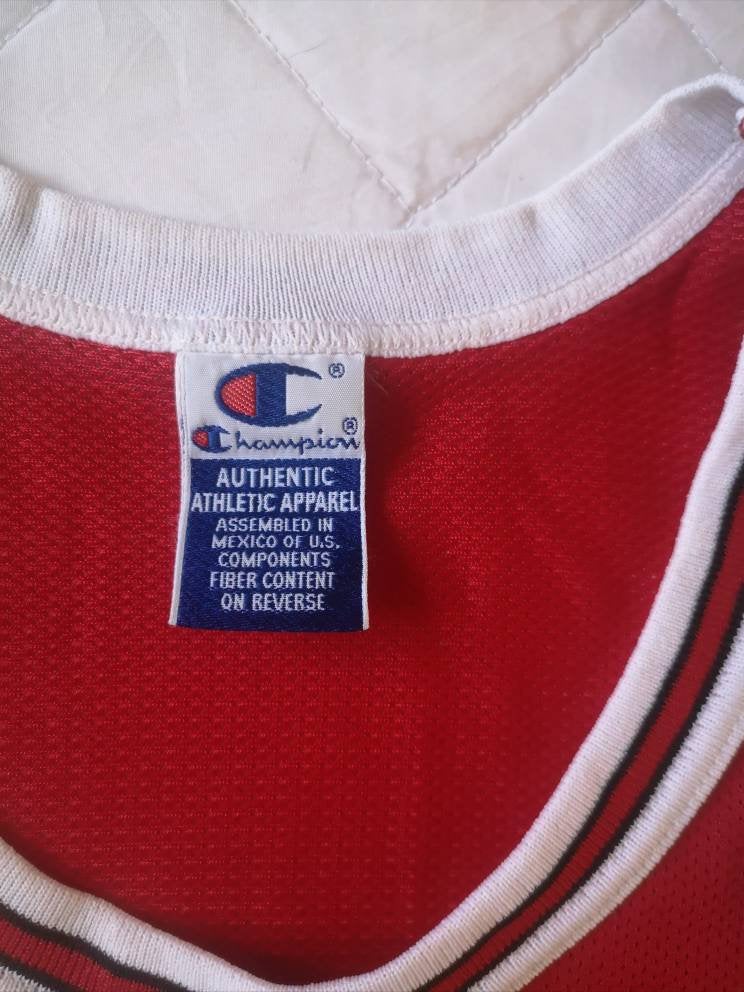 ®
Champion®
AUTHENTIC
ATHLETIC APPAREL
ASSEMBLED IN
MEXICO OF U.S.
COMPONENTS
FIBER CONTENT
ON REVERSE